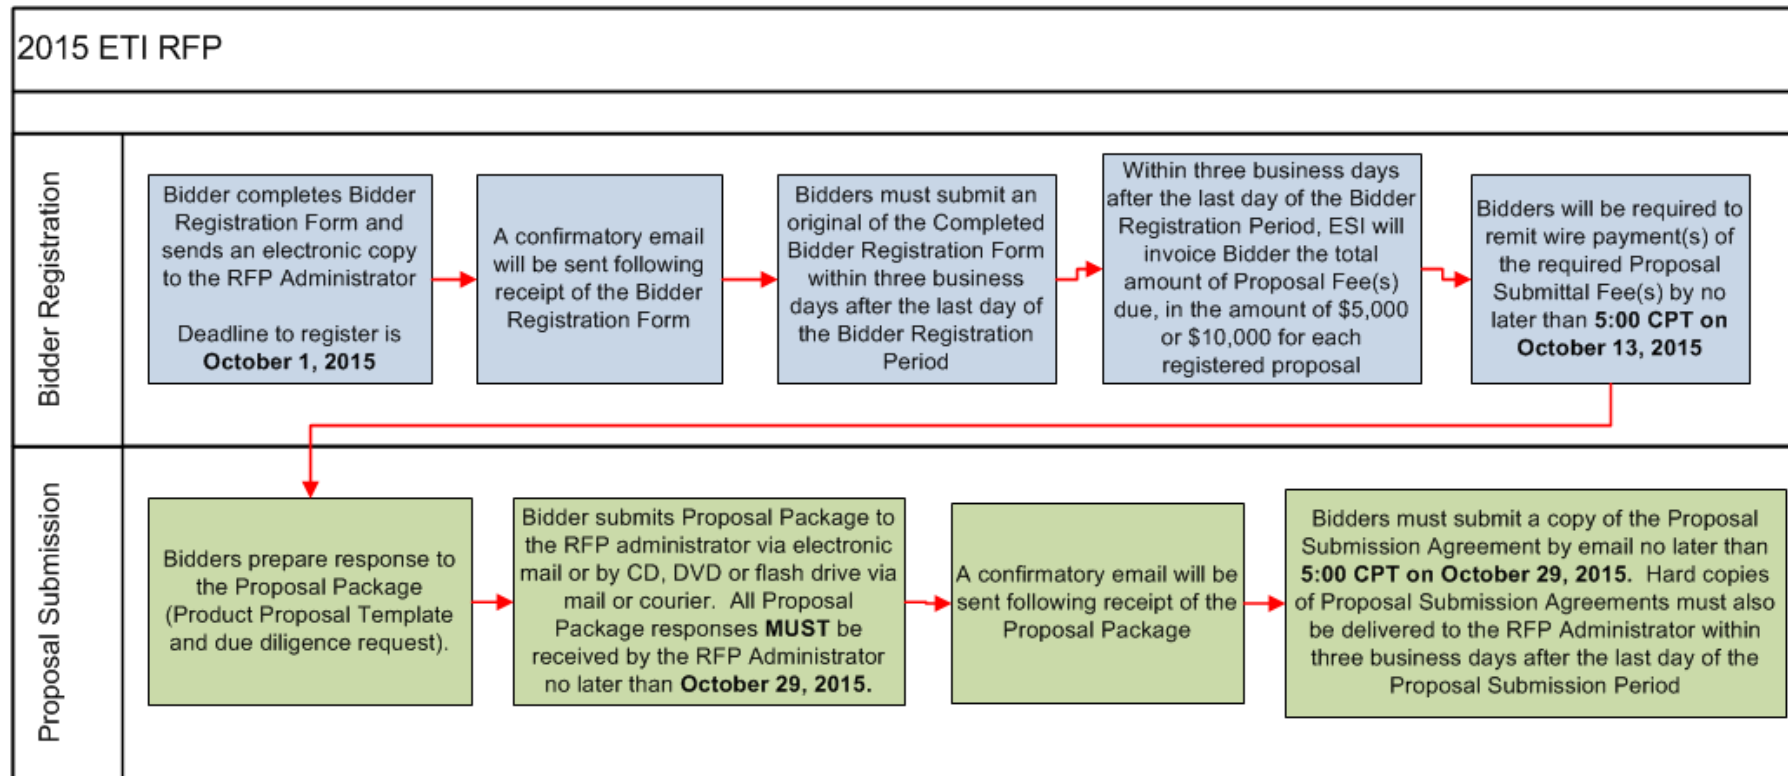 2015 ETI RFP
Bidder Registration
Bidder completes Bidder
Registration Form and
sends an electronic copy
to the RFP Administrator
Deadline to register is
October 1, 2015
A confirmatory email
will be sent following
receipt of the Bidder
Registration Form
Bidders must submit an
original of the Completed
Bidder Registration Form
within three business
days after the last day of
the Bidder Registration
Period
Within three business days
after the last day of the Bidder
Registration Period, ESI will
invoice Bidder the total
amount of Proposal Fee(s)
due, in the amount of $5,000
or $10,000 for each
registered proposal
Bidders will be required to
remit wire payment(s) of
the required Proposal
Submittal Fee(s) by no
later than 5:00 CPT on
October 13, 2015
Proposal Submission
Bidders prepare response to
the Proposal Package
(Product Proposal Template
and due diligence request).
Bidder submits Proposal Package to
the RFP administrator via electronic
mail or by CD, DVD or flash drive via
mail or courier.  All Proposal
Package responses MUST be
received by the RFP Administrator
no later than October 29, 2015.
A confirmatory email will be
sent following receipt of the
Proposal Package
Bidders must submit a copy of the Proposal
Submission Agreement by email no later than
5:00 CPT on October 29, 2015.  Hard copies
of Proposal Submission Agreements must also
be delivered to the RFP Administrator within
three business days after the last day of the
Proposal Submission Period